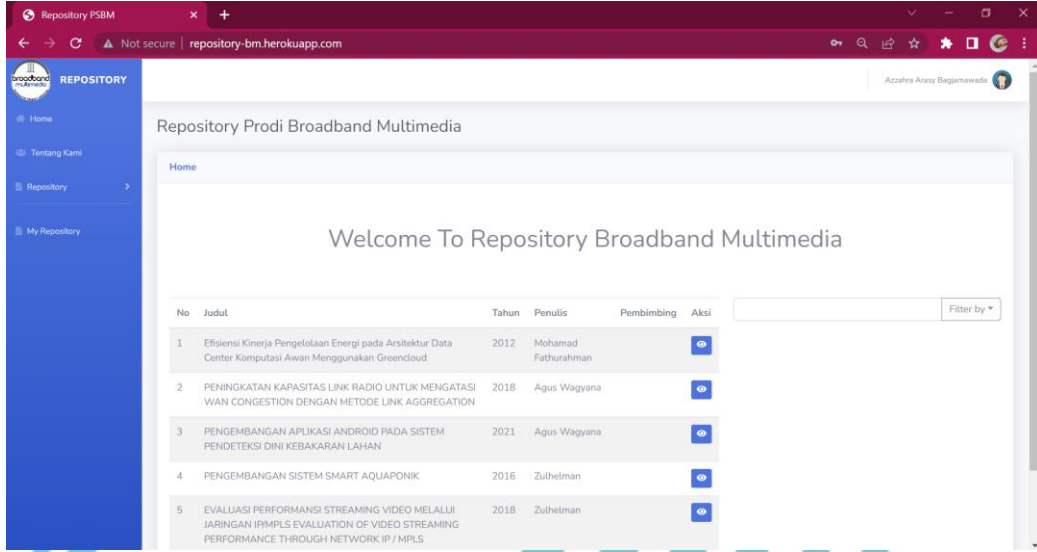 Repository PSBM
Not secure
repository-bm.herokuapp.com
broadband
multimedia
REPOSITORY
Azzahra Arasy Bagjamawada
Home
Tentang Kami
Repository
My Repository
Repository Prodi Broadband Multimedia
Home
Welcome To Repository Broadband Multimedia
Filter by
No Judul Tahun Penulis Pembimbing Aksi
1 Efisiensi Kinerja Pengelolaan Energi pada Arsitektur Data 2012 Mohamad
Center Komputasi Awan Menggunakan Greencloud Fathurahman
2 PENINGKATAN KAPASITAS LINK RADIO UNTUK MENGATASI 2018 Agus Wagyana
WAN CONGESTION DENGAN METODE LINK AGGREGATION
3 PENGEMBANGAN APLIKASI ANDROID PADA SISTEM 2021 Agus Wagyana
PENDETEKSI DINI KEBAKARAN LAHAN
4 PENGEMBANGAN SISTEM SMART AQUAPONIK 2016 Zulhelman
5 EVALUASI PERFORMANSI STREAMING VIDEO MELALUI 2018 Zulhelman
JARINGAN IP/MPLS EVALUATION OF VIDEO STREAMING
PERFORMANCE THROUGH NETWORK IP / MPLS